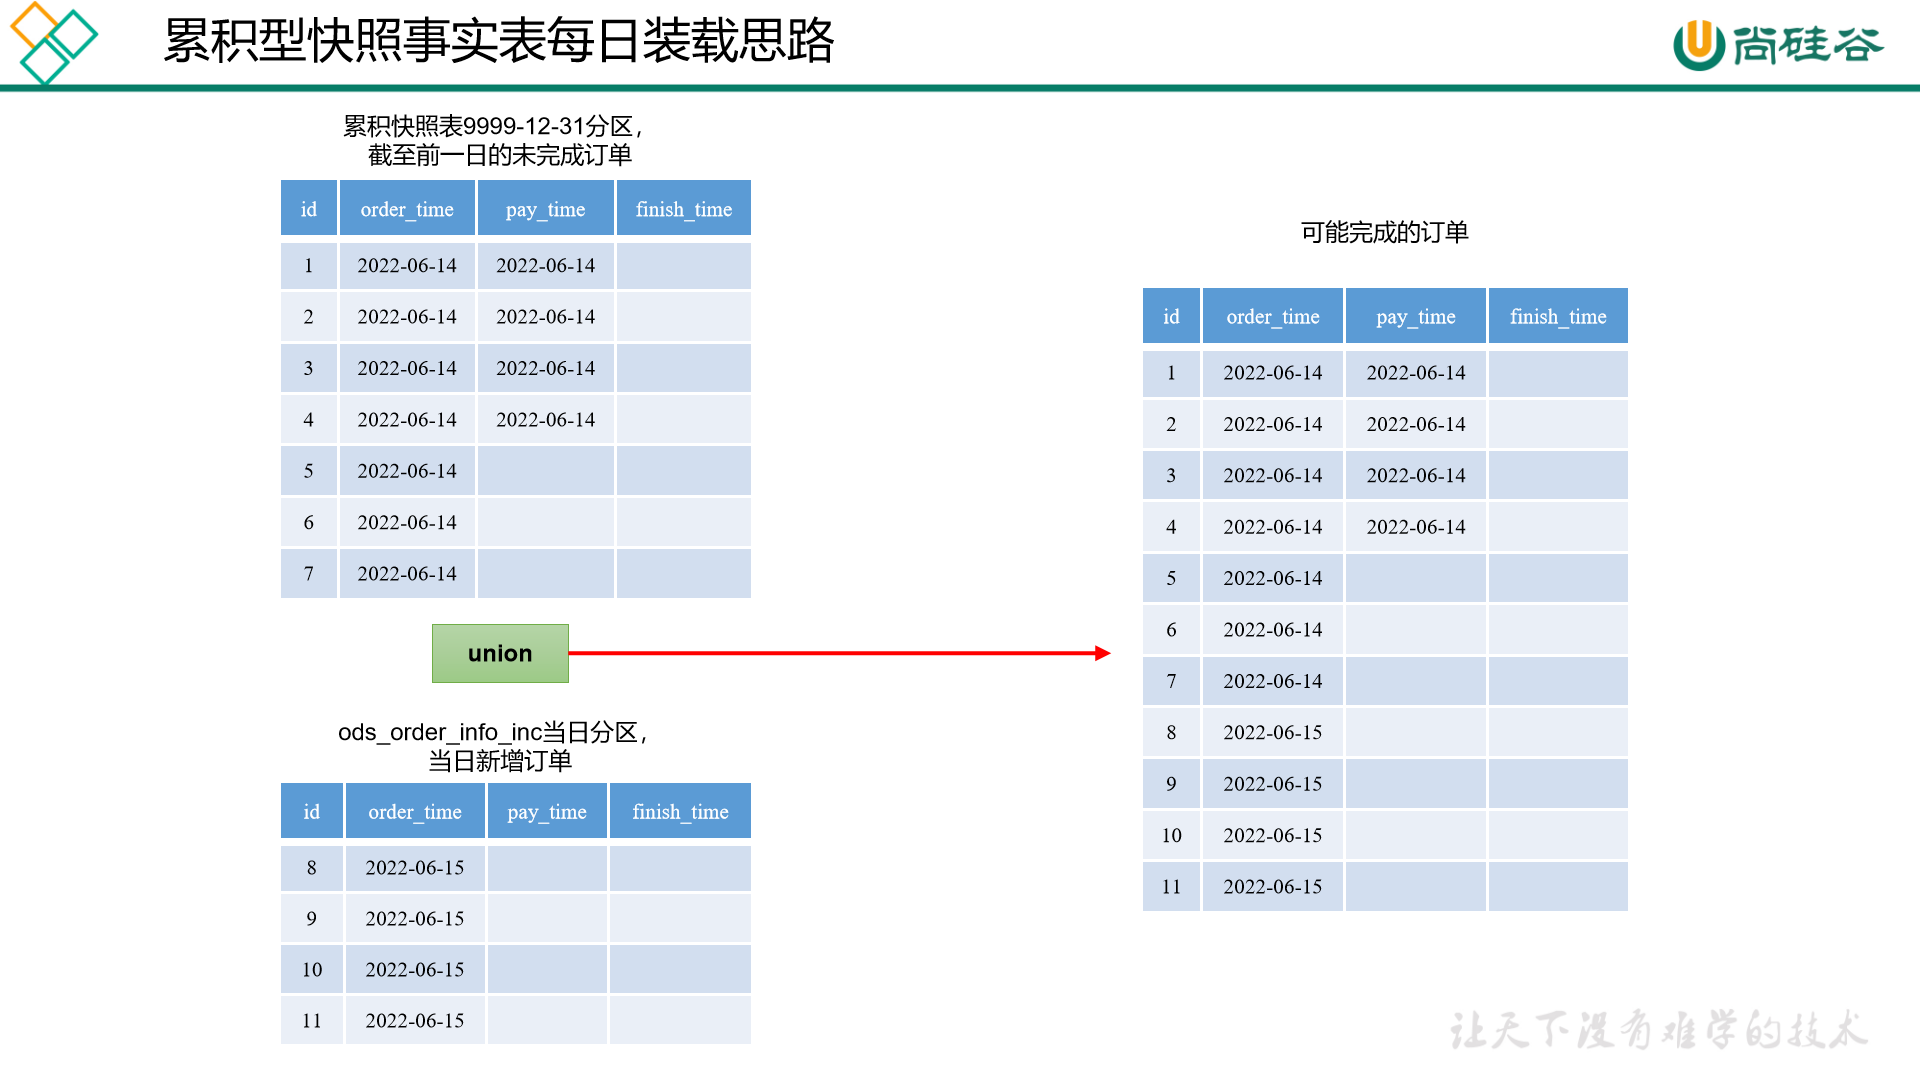 累积型快照事实表每日装载思路
尚硅谷
累积快照表9999-12-31分区，
截至前一日的未完成订单
id order_time pay_time finish_time
1 2022-06-14 2022-06-14
2 2022-06-14 2022-06-14
3 2022-06-14 2022-06-14
4 2022-06-14 2022-06-14
5 2022-06-14
6 2022-06-14
7 2022-06-14
union
ods_order_info_inc当日分区，
当日新增订单
id order_time pay_time finish_time
8 2022-06-15
9 2022-06-15
10 2022-06-15
11 2022-06-15
可能完成的订单
id order_time pay_time finish_time
1 2022-06-14 2022-06-14
2 2022-06-14 2022-06-14
3 2022-06-14 2022-06-14
4 2022-06-14 2022-06-14
5 2022-06-14
6 2022-06-14
7 2022-06-14
8 2022-06-15
9 2022-06-15
10 2022-06-15
11 2022-06-15
让天下没有难学的技术